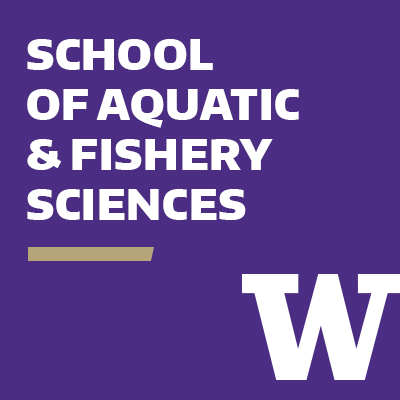 SCHOOL
OF AQUATIC
& FISHERY
SCIENCES
W